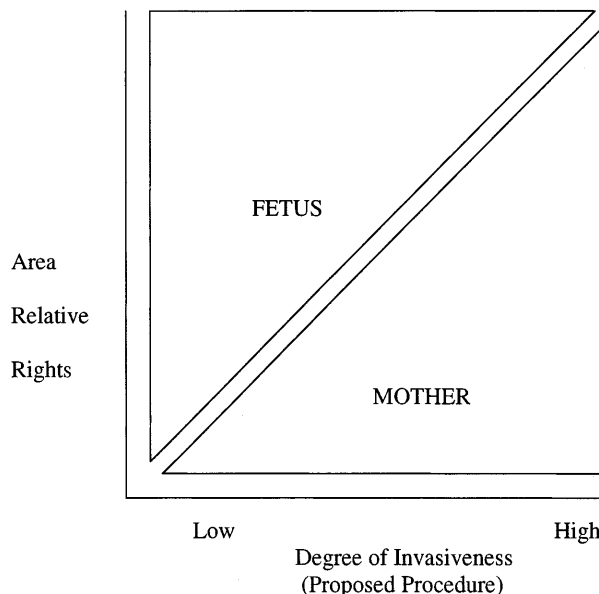 FETUS
Area
Relative
Rights
MOTHER
Low
High
Degree of Invasiveness
(Proposed Procedure)